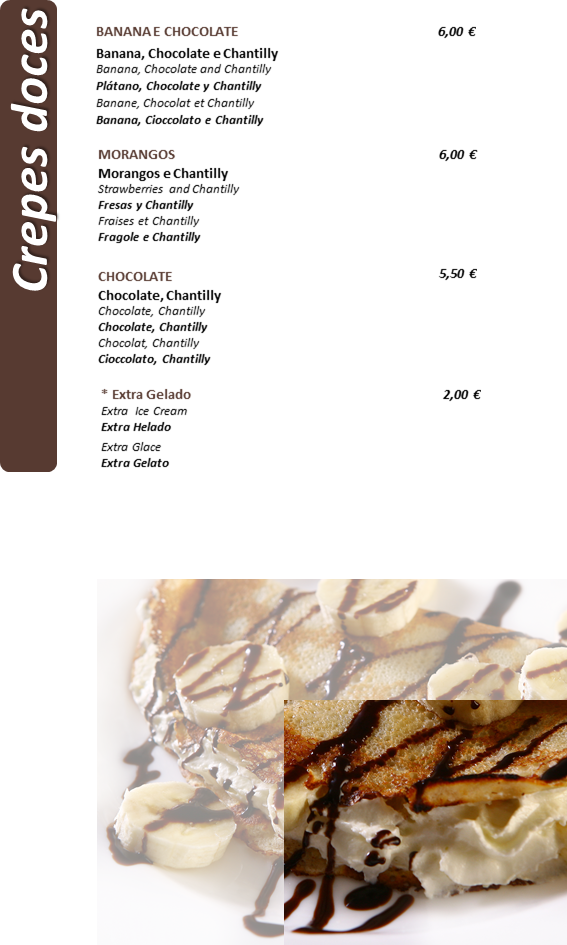 Crepes doces
BANANA E CHOCOLATE 6,00 €
Banana, Chocolate e Chantilly
Banana, Chocolate and Chantilly
Plátano, Chocolate y Chantilly
Banane, Chocolat et Chantilly
Banana, Cioccolato e Chantilly
MORANGOS 6,00 €
Morangos e Chantilly
Strawberries and Chantilly
Fresas y Chantilly
Fraises et Chantilly
Fragole e Chantilly
CHOCOLATE 5,50 €
Chocolate, Chantilly
Chocolate, Chantilly
Chocolate, Chantilly
Chocolat, Chantilly
Cioccolato, Chantilly
* Extra Gelado 2,00 €
Extra Ice Cream
Extra Helado
Extra Glace
Extra Gelato